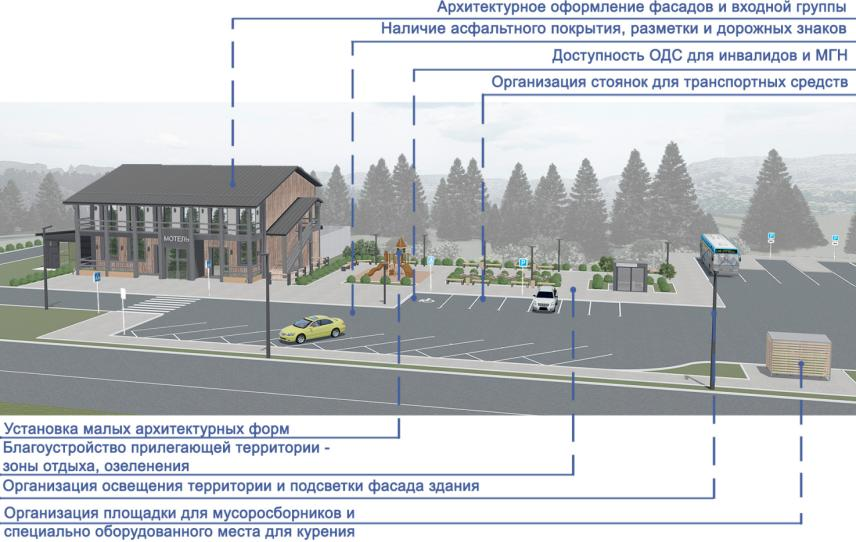 Архитектурное оформление фасадов и входной группы
Наличие асфальтного покрытия, разметки и дорожных знаков
Доступность ОДС для инвалидов и МГН
Организация стоянок для транспортных средств
МОТЕЛЬ
Установка малых архитектурных форм
Благоустройство прилегающей территории -
зоны отдыха, озеленения
Организация освещения территории и подсветки фасада здания
Организация площадки для мусоросборников и
специально оборудованного места для курения